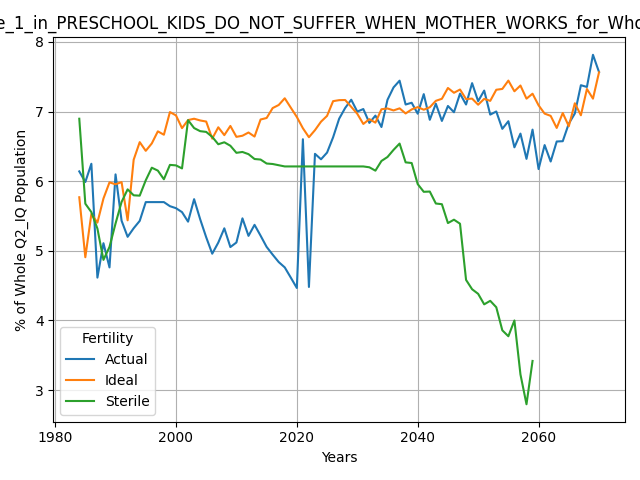 e_1_in_PRESCHOOL_KIDS_DO_NOT_SUFFER_WHEN_MOTHER_WORKS_for_Who
% of Whole Q2_IQ Population
8
7
6
5
4
3
Fertility
Actual
Ideal
Sterile
1980
2000
2020
2040
2060
Years